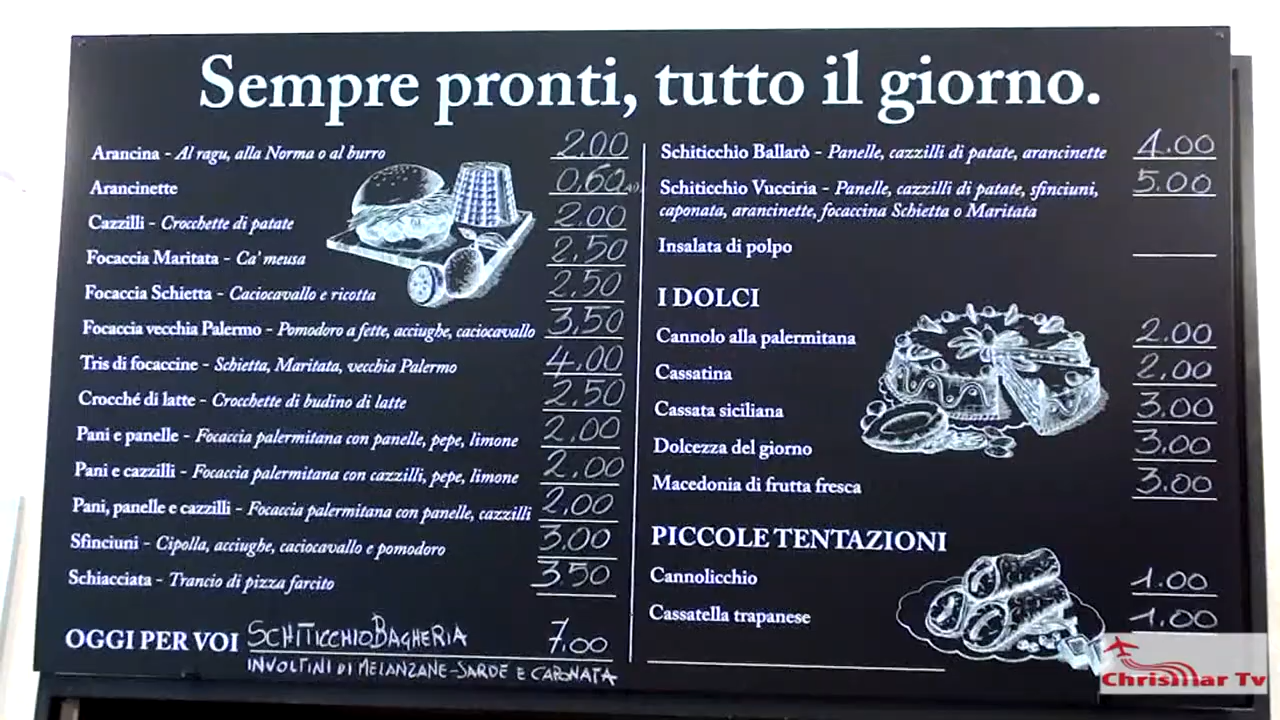 Sempre pronti, tutto il giorno.
Arancina - Al ragu, alla Norma o al burro 2.00
Arancinette 0,60
Cazzilli - Crocchette di patate 2.00
Focaccia Maritata - Ca' meusa 2.50
Focaccia Schietta - Caciocavallo e ricotta 2.50
Focaccia vecchia Palermo - Pomodoro a fette, acciughe, caciocavallo 3,50
Tris di focaccine - Schietta, Maritata, vecchia Palermo 4.00
Crocché di latte - Crocchette di budino di latte 2.50
Pani e panelle - Focaccia palermitana con panelle, pepe, limone 2.00
Pani e cazzilli - Focaccia palermitana con cazzilli, pepe, limone 2.00
Pani, panelle e cazzilli - Focaccia palermitana con panelle, cazzilli 2,00
Sfinciuni - Cipolla, acciughe, caciocavallo e pomodoro 3.00
Schiacciata - Trancio di pizza farcito 3.50
OGGI PER VOI SCHITICCHIO BAGHERIA 7.00
INVOLTINI DI MELANZANE-SARDE E CAPONATA
Schiticchio Ballarò - Panelle, cazzilli di patate, arancinette 4.00
Schiticchio Vucciria - Panelle, cazzilli di patate, sfinciuni, 5.00
caponata, arancinette, focaccina Schietta o Maritata
Insalata di polpo
I DOLCI
Cannolo alla palermitana 2.00
Cassatina 2,00
Cassata siciliana 3.00
Dolcezza del giorno 3.00
Macedonia di frutta fresca 3.00
PICCOLE TENTAZIONI
Cannolicchio 1.00
Cassatella trapanese 1.00
Chrismar Tv